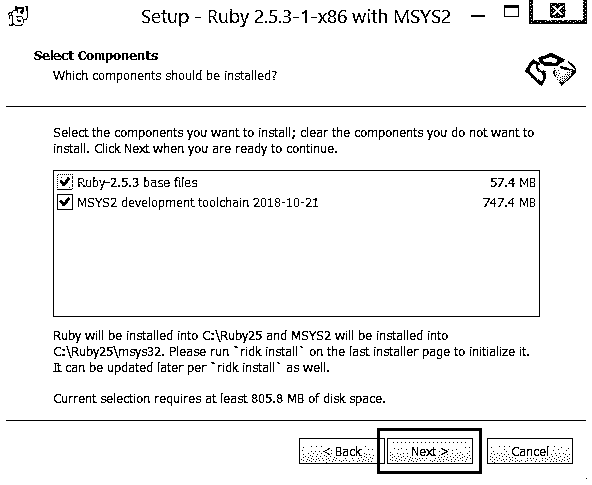 Setup - Ruby 2.5.3-1-x86 with MSYS2
Select Components
Which components should be installed?
Select the components you want to install; clear the components you do not want to
install. Click Next when you are ready to continue.
Ruby-2.5.3 base files 57.4 MB
MSYS2 development toolchain 2018-10-21 747.4 MB
Ruby will be installed into C:\Ruby25 and MSYS2 will be installed into
C:\Ruby25\msys32. Please run `ridk install` on the last installer page to initialize it.
It can be updated later per `ridk install` as well.
Current selection requires at least 805.8 MB of disk space.
< Back Next > Cancel